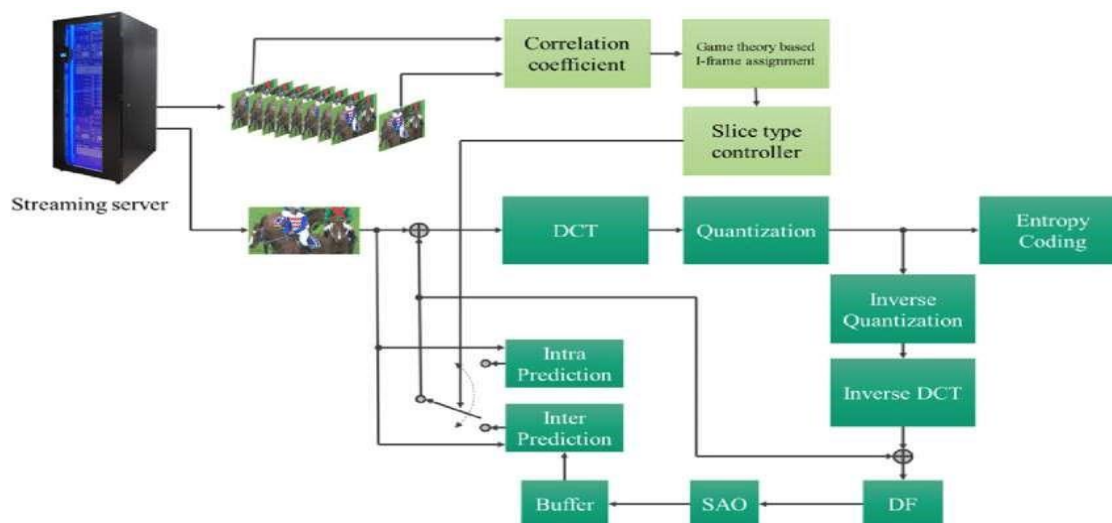 Correlation
coefficient
Game theory based
I-frame assignment
Slice type
controller
Streaming server
DCT
Quantization
Entropy
Coding
Inverse
Quantization
Intra
Prediction
Inverse DCT
Inter
Prediction
Buffer
SAO
DF